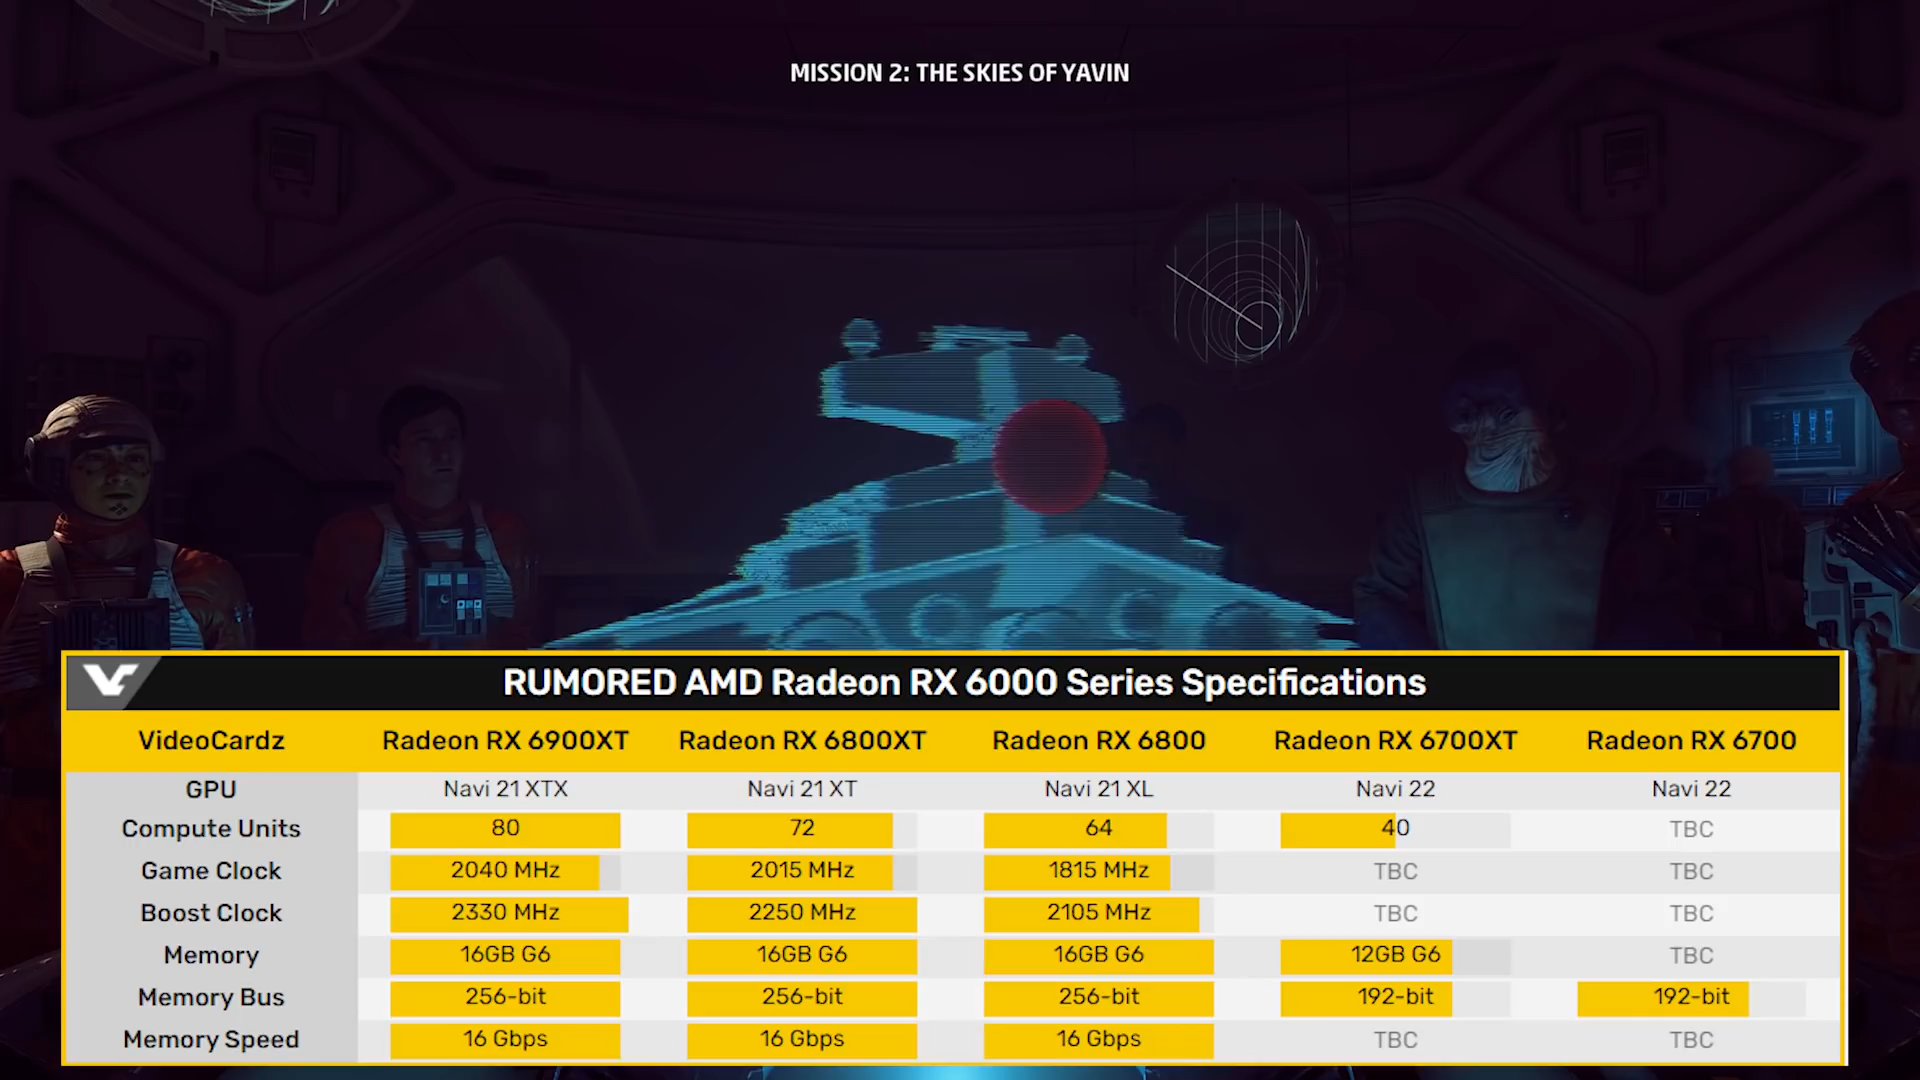 MISSION 2: THE SKIES OF YAVIN
RUMORED AMD Radeon RX 6000 Series Specifications
VideoCardz Radeon RX 6900XT Radeon RX 6800XT Radeon RX 6800 Radeon RX 6700XT Radeon RX 6700
GPU Navi 21 XTX Navi 21 XT Navi 21 XL Navi 22 Navi 22
Compute Units 80 72 64 40 TBC
Game Clock 2040 MHz 2015 MHz 1815 MHz TBC TBC
Boost Clock 2330 MHz 2250 MHz 2105 MHz TBC TBC
Memory 16GB G6 16GB G6 16GB G6 12GB G6 TBC
Memory Bus 256-bit 256-bit 256-bit 192-bit 192-bit
Memory Speed 16 Gbps 16 Gbps 16 Gbps TBC TBC